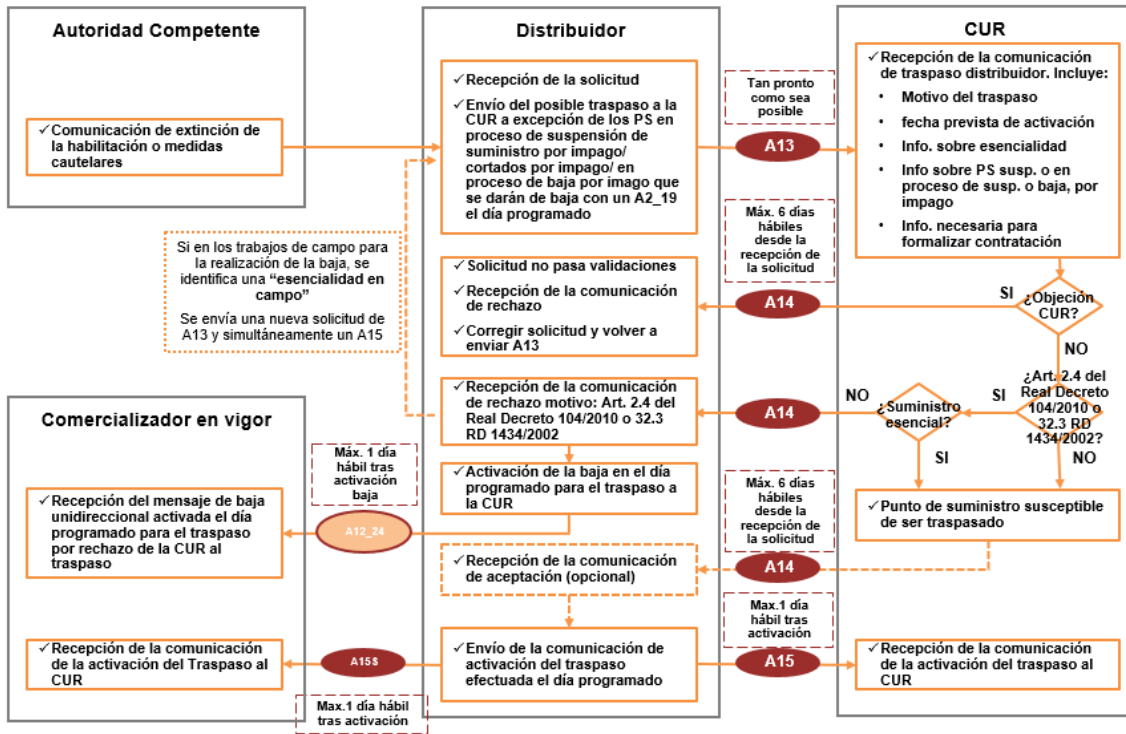 Autoridad Competente
✓Comunicación de extinción de
la habilitación o medidas
cautelares
Distribuidor
✓Recepción de la solicitud
✓Envío del posible traspaso a la
CUR a excepción de los PS en
proceso de suspensión de
suministro por impago/
cortados por impago/ en
proceso de baja por imago que
se darán de baja con un A2_19
el día programado
Tan pronto
como sea
posible
A13
CUR
✓Recepción de la comunicación
de traspaso distribuidor. Incluye:
• Motivo del traspaso
• fecha prevista de activación
• Info. sobre esencialidad
• Info sobre PS susp. o en
proceso de susp. o baja, por
impago
• Info. necesaria para
formalizar contratación
Si en los trabajos de campo para
la realización de la baja, se
identifica una “esencialidad en
campo”
Se envía una nueva solicitud de
A13 y simultáneamente un A15
✓Solicitud no pasa validaciones
✓Recepción de la comunicación
de rechazo
✓Corregir solicitud y volver a
enviar A13
Máx. 6 días
hábiles
desde la
recepción de
la solicitud
A14
SI
¿Objeción
CUR?
NO
✓Recepción de la comunicación
de rechazo motivo: Art. 2.4 del
Real Decreto 104/2010 o 32.3
RD 1434/2002
A14
NO
¿Suministro
esencial?
SI
SI
¿Art. 2.4 del
Real Decreto
104/2010 o
32.3 RD
1434/2002?
NO
✓Activación de la baja en el día
programado para el traspaso a
la CUR
Comercializador en vigor
Máx. 1 día
hábil tras
activación
baja
✓Recepción del mensaje de baja
unidireccional activada el día
programado para el traspaso
por rechazo de la CUR al
traspaso
A12_24
Máx. 6 días
hábiles
desde la
recepción de
la solicitud
✓Punto de suministro susceptible
de ser traspasado
✓Recepción de la comunicación
de aceptación (opcional)
A14
Max.1 día
hábil tras
activación
✓Recepción de la comunicación
de la activación del Traspaso al
CUR
A15S
Max.1 día hábil
tras activación
✓Envío de la comunicación de
activación del traspaso
efectuada el día programado
A15
✓Recepción de la comunicación
de la activación del traspaso al
CUR